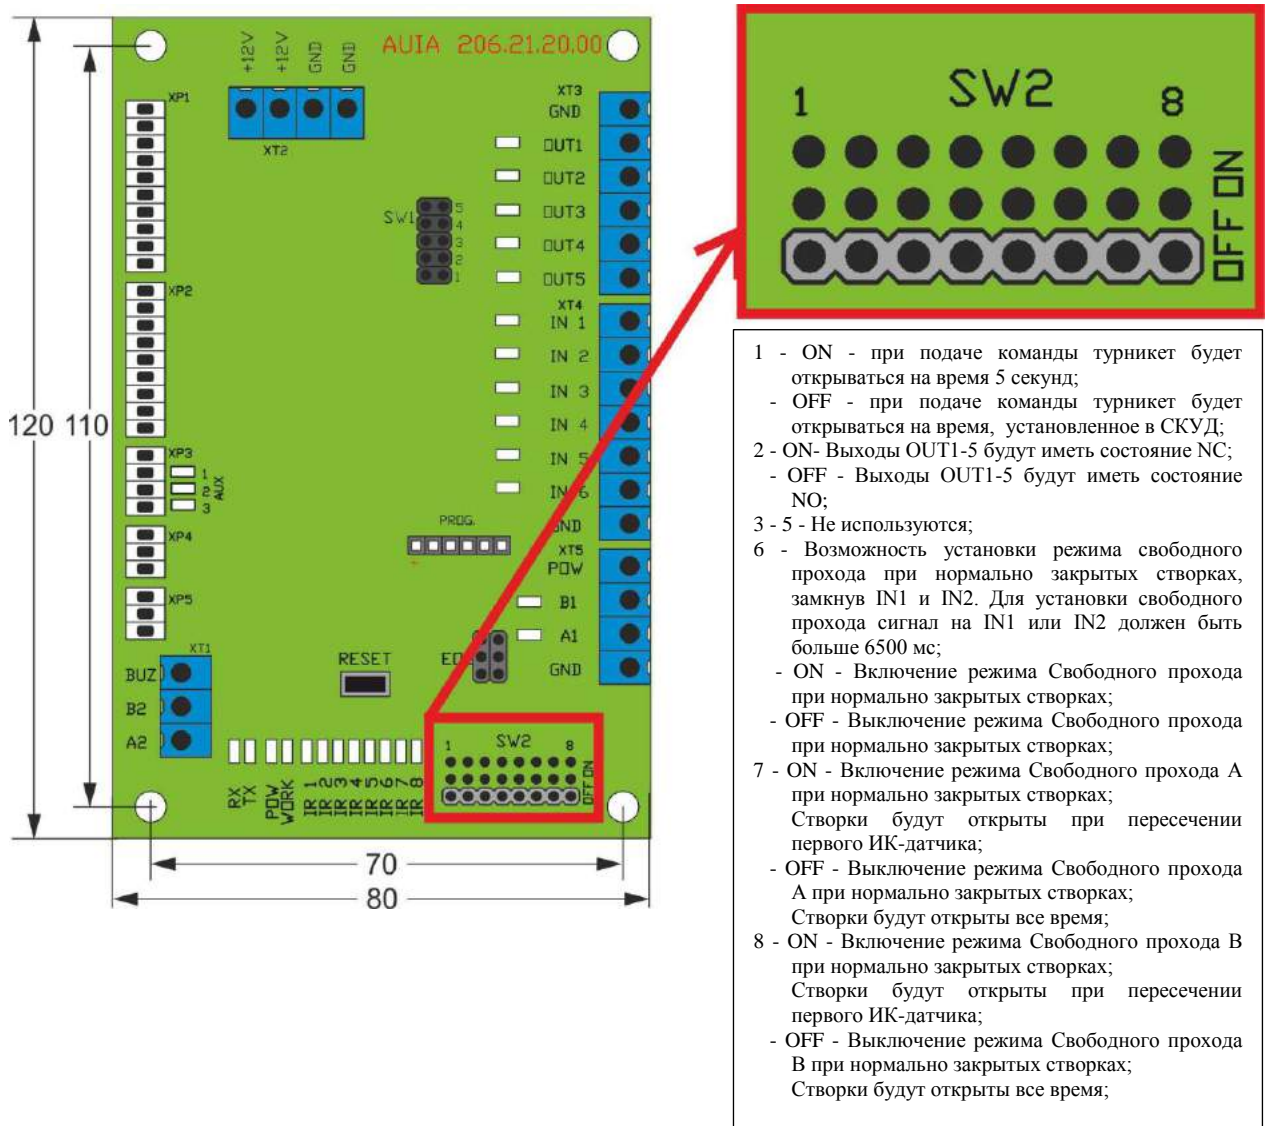 AUIA 206.21.20.00
+12V
+12V
GND
GND
XT2
XP1
XP2
XP3
1
2
3
AUX
XP4
XP5
XT1
BUZ
B2
A2
SW1
5
4
3
2
1
XT3
GND
OUT1
OUT2
OUT3
OUT4
OUT5
XT4
IN 1
IN 2
IN 3
IN 4
IN 5
IN 6
GND
XT5
POW
B1
A1
GND
PROG.
+
RESET
RX
TX
POW
WORK
IR 1
IR 2
IR 3
IR 4
IR 5
IR 6
IR 7
IR 8
1
SW2
8
OFF ON
120
110
70
80
1
SW2
8
OFF ON
1 - ON - при подаче команды турникет будет
открываться на время 5 секунд;
- OFF - при подаче команды турникет будет
открываться на время, установленное в СКУД;
2 - ON- Выходы OUT1-5 будут иметь состояние NC;
- OFF - Выходы OUT1-5 будут иметь состояние
NO;
3 - 5 - Не используются;
6 - Возможность установки режима свободного
прохода при нормально закрытых створках,
замкнув IN1 и IN2. Для установки свободного
прохода сигнал на IN1 или IN2 должен быть
больше 6500 мс;
- ON - Включение режима Свободного прохода
при нормально закрытых створках;
- OFF - Выключение режима Свободного прохода
при нормально закрытых створках;
7 - ON - Включение режима Свободного прохода А
при нормально закрытых створках;
Створки будут открыты при пересечении
первого ИК-датчика;
- OFF - Выключение режима Свободного прохода
А при нормально закрытых створках;
Створки будут открыты все время;
8 - ON - Включение режима Свободного прохода В
при нормально закрытых створках;
Створки будут открыты при пересечении
первого ИК-датчика;
- OFF - Выключение режима Свободного прохода
В при нормально закрытых створках;
Створки будут открыты все время;